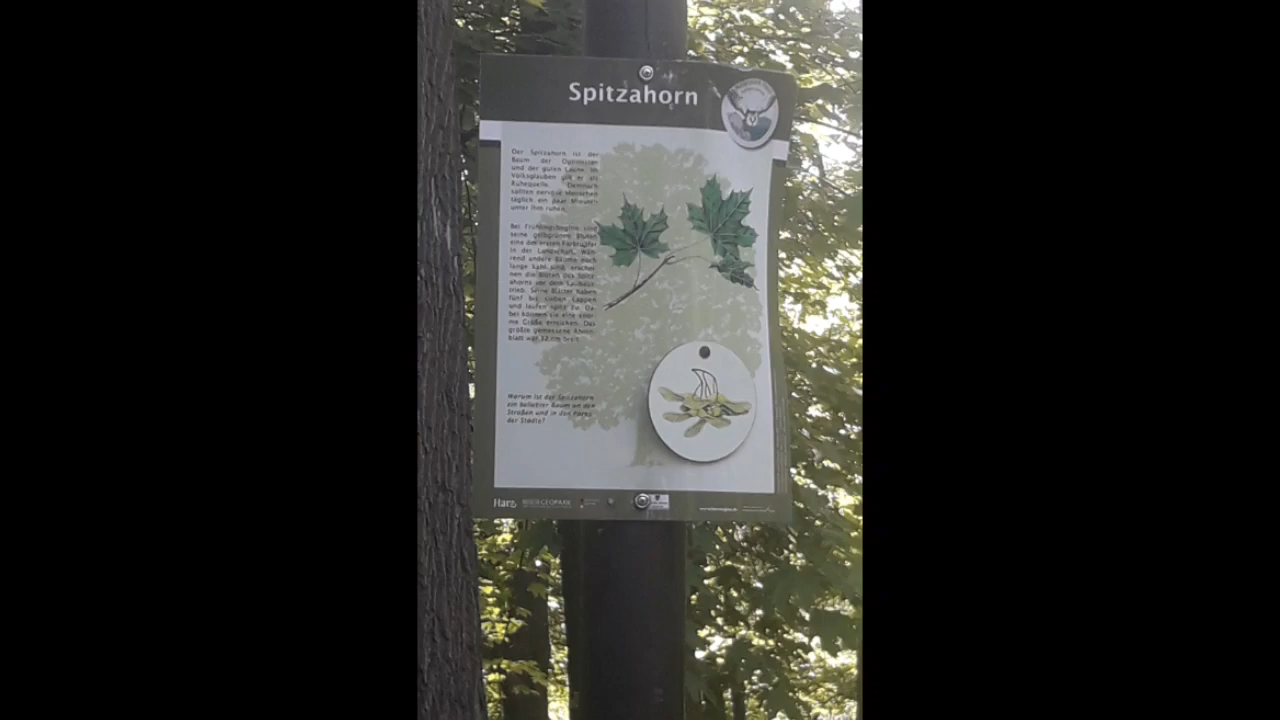 Spitzahorn
Der Spitzahorn ist der
Baum der Optimisten
und der guten Laune. Im
Volksglauben gilt er als
Ruhequelle. Demnach
sollten nervöse Menschen
täglich ein paar Minuten
unter ihm ruhen.
Bei Frühlingsbeginn sind
seine gelbgrünen Blüten
eine der ersten Farbtupfer
in der Landschaft. Wäh-
rend andere Bäume noch
lange kahl sind, erschei-
nen die Blüten des Spitz-
ahorns vor dem Laubaus-
trieb. Seine Blätter haben
fünf bis sieben Lappen
und laufen spitz zu. Da-
bei können sie eine enor-
me Größe erreichen. Das
größte gemessene Ahorn-
blatt war 32 cm breit.
Warum ist der Spitzahorn
ein beliebter Baum an den
Straßen und in den Parks
der Städte?
Harz GEOPARK